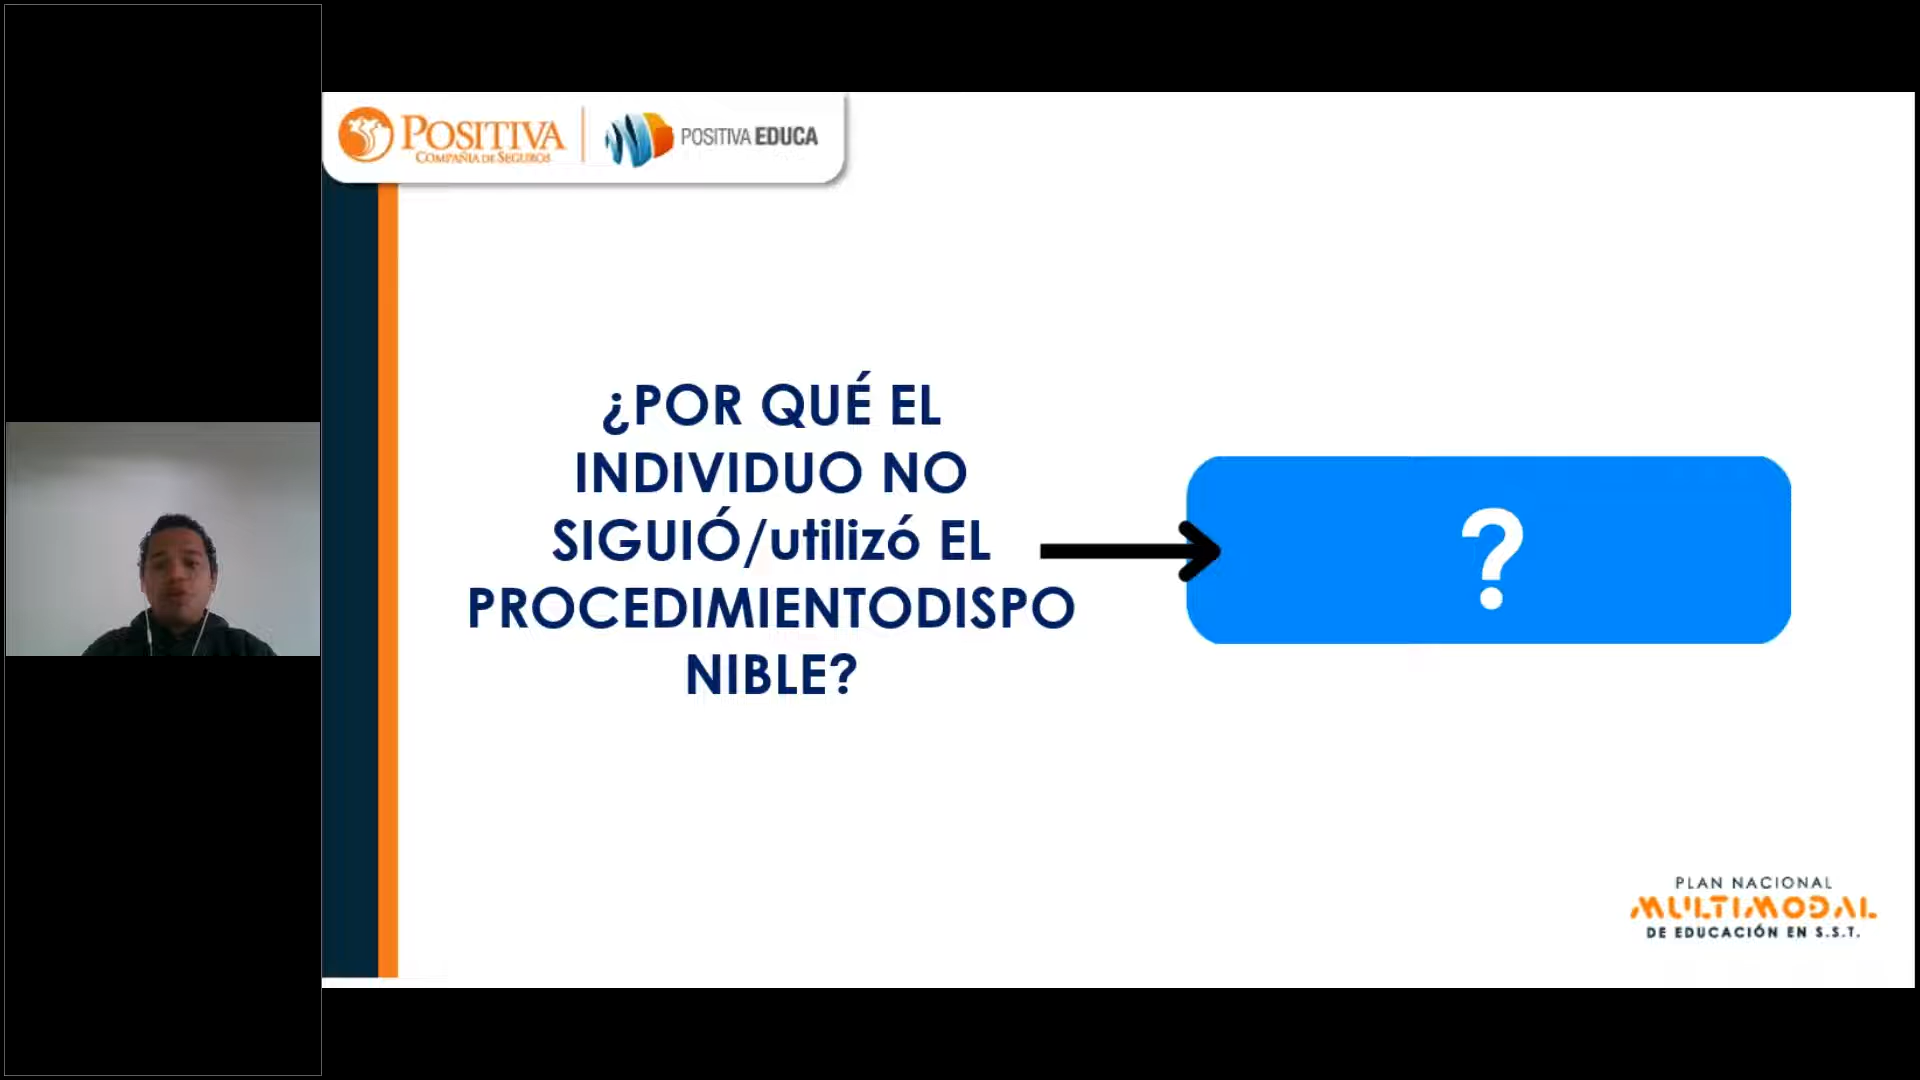 POSITIVA
COMPAÑIA DE SEGUROS
POSITIVA EDUCA
¿POR QUÉ EL
INDIVIDUO NO
SIGUIÓ/utilizó EL
PROCEDIMIENTODISPO
NIBLE?
?
PLAN NACIONAL
MULTIMODAL
DE EDUCACIÓN EN S.S.T.